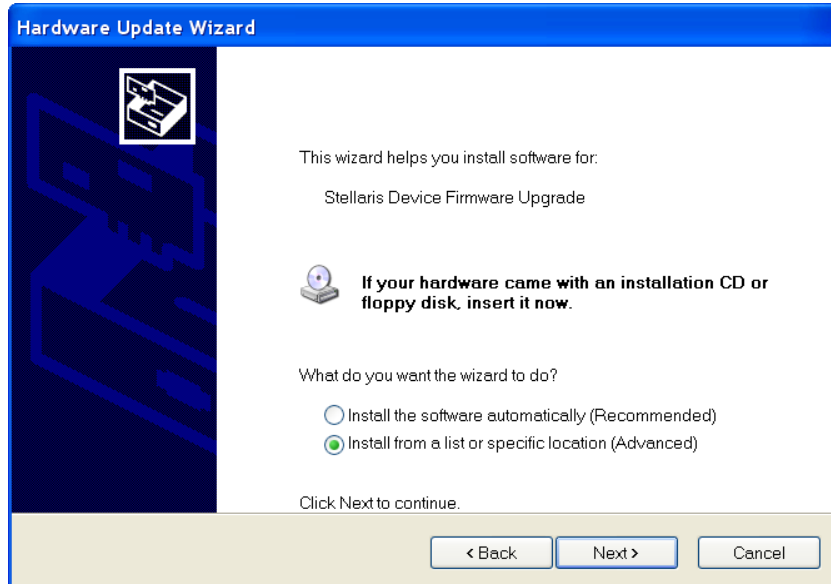 Hardware Update Wizard
This wizard helps you install software for:
Stellaris Device Firmware Upgrade
If your hardware came with an installation CD or
floppy disk, insert it now.
What do you want the wizard to do?
Install the software automatically (Recommended)
Install from a list or specific location (Advanced)
Click Next to continue.
< Back Next > Cancel